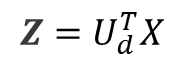 Z = U_d^T X